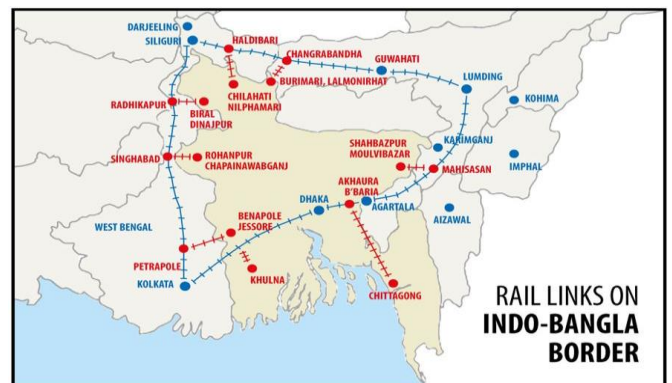 DARJEELING
SILIGURI
HALDIBARI
CHANGRABANDHA
GUWAHATI
LUMDING
BURIMARI, LALMONIRHAT
CHILAHATI
NILPHAMARI
KOHIMA
RADHIKAPUR
BIRAL
DINAJPUR
SHAHBAZPUR
MOULVIBAZAR
KARIMGANJ
SINGHABAD
ROHANPUR
CHAPAINAWABGANJ
MAHISASAN
IMPHAL
AKHAURA
B'BARIA
DHAKA
AGARTALA
AIZAWAL
WEST BENGAL
BENAPOLE
JESSORE
PETRAPOLE
KOLKATA
KHULNA
CHITTAGONG
RAIL LINKS ON
INDO-BANGLA
BORDER